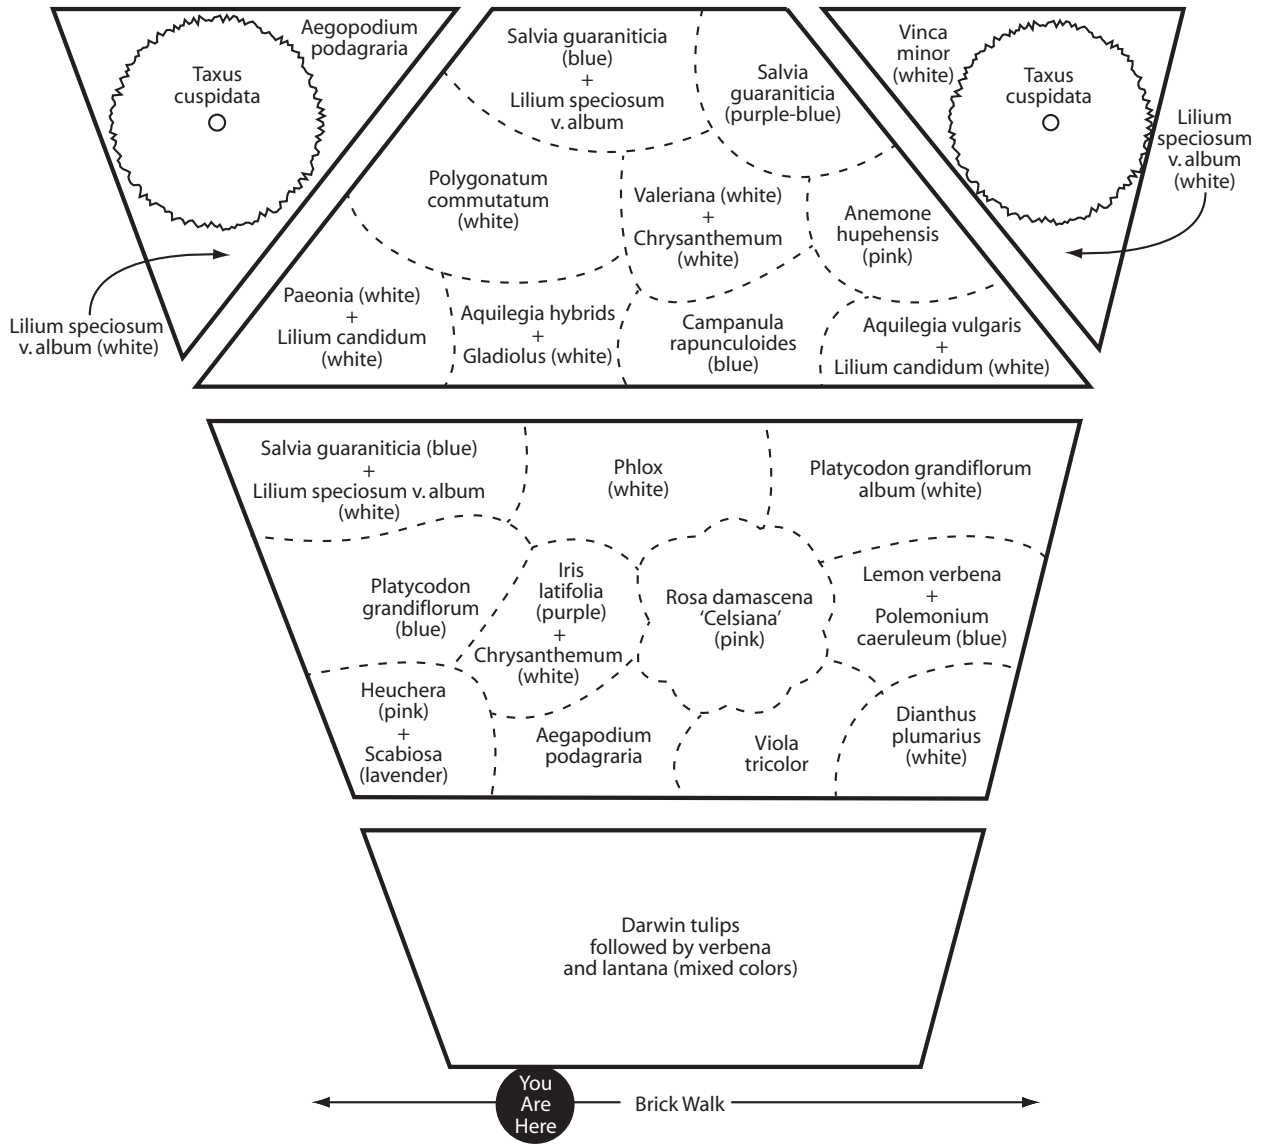 Aegopodium
podagraria
Taxus
cuspidata
Lilium speciosum
v. album (white)
Salvia guaraniticia
(blue)
+
Lilium speciosum
v. album
Salvia
guaraniticia
(purple-blue)
Vinca
minor
(white)
Taxus
cuspidata
Lilium
speciosum
v. album
(white)
Polygonatum
commutatum
(white)
Valeriana (white)
+
Chrysanthemum
(white)
Anemone
hupehensis
(pink)
Paeonia (white)
+
Lilium candidum
(white)
Aquilegia hybrids
+
Gladiolus (white)
Campanula
rapunculoides
(blue)
Aquilegia vulgaris
+
Lilium candidum (white)
Salvia guaraniticia (blue)
+
Lilium speciosum v. album
(white)
Phlox
(white)
Platycodon grandiflorum
album (white)
Platycodon
grandiflorum
(blue)
Iris
latifolia
(purple)
+
Chrysanthemum
(white)
Rosa damascena
‘Celsiana’
(pink)
Lemon verbena
+
Polemonium
caeruleum (blue)
Heuchera
(pink)
+
Scabiosa
(lavender)
Aegapodium
podagraria
Viola
tricolor
Dianthus
plumarius
(white)
Darwin tulips
followed by verbena
and lantana (mixed colors)
You
Are
Here
Brick Walk